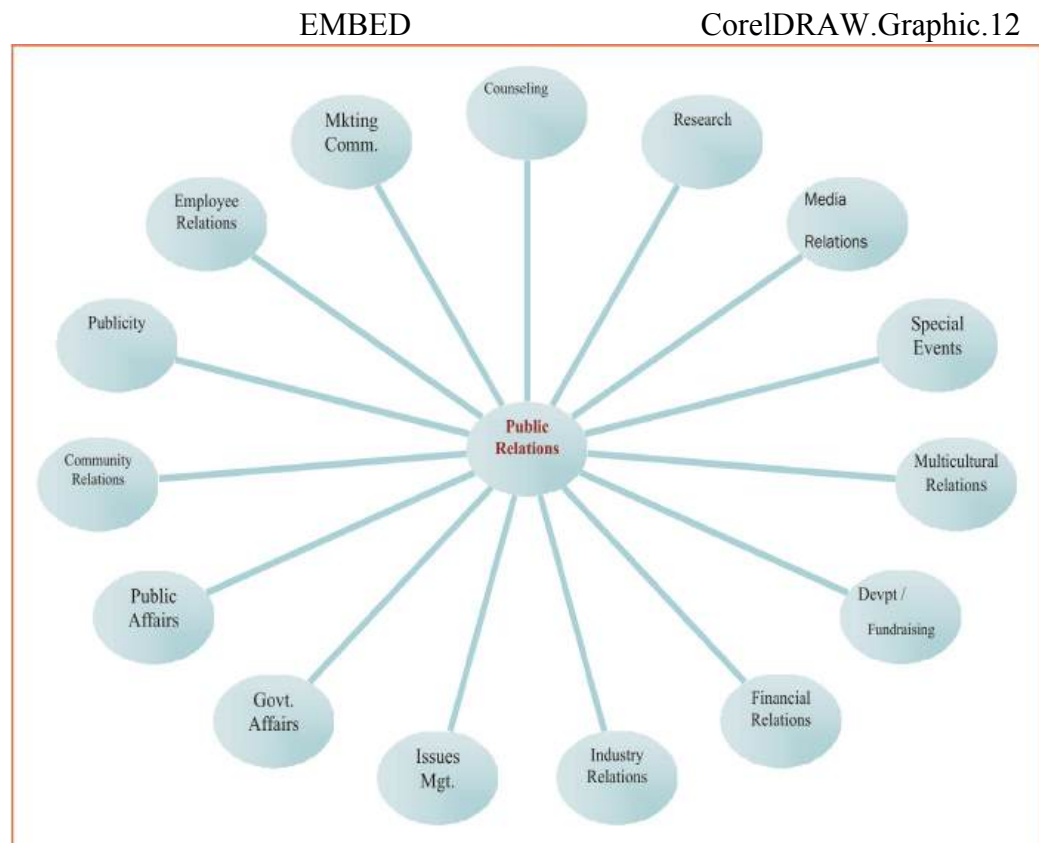 EMBED CorelDRAW.Graphic.12
Counseling
Mkting
Comm.
Research
Employee
Relations
Media
Relations
Publicity
Special
Events
Public
Relations
Community
Relations
Multicultural
Relations
Public
Affairs
Devpt /
Fundraising
Govt.
Affairs
Financial
Relations
Issues
Mgt.
Industry
Relations